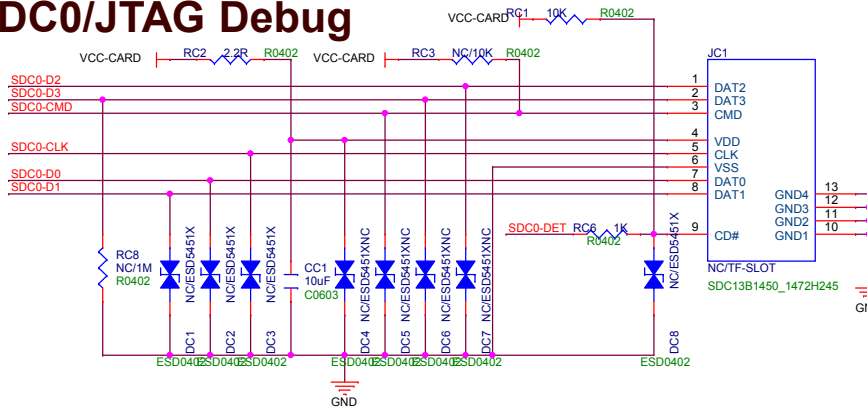 DC0/JTAG Debug
VCC-CARD RC1 10K R0402
VCC-CARD RC2 2.2R R0402
VCC-CARD RC3 NC/10K R0402
JC1
SDC0-D2
SDC0-D3
SDC0-CMD
SDC0-CLK
SDC0-D0
SDC0-D1
1 DAT2
2 DAT3
3 CMD
4 VDD
5 CLK
6 VSS
7 DAT0
8 DAT1
9 CD#
GND4 13
GND3 12
GND2 11
GND1 10
SDC0-DET RC6 1K
R0402
NC/TF-SLOT
SDC13B1450_1472H245
RC8
NC/1M
R0402
NC/ESD5451X
DC1
ESD0402
NC/ESD5451X
DC2
ESD0402
NC/ESD5451X
DC3
ESD0402
CC1
10uF
C0603
NC/ESD5451XNC
DC4
ESD0402
NC/ESD5451XNC
DC5
ESD0402
NC/ESD5451XNC
DC6
ESD0402
NC/ESD5451XNC
DC7
ESD0402
NC/ESD5451X
DC8
ESD0402
GND